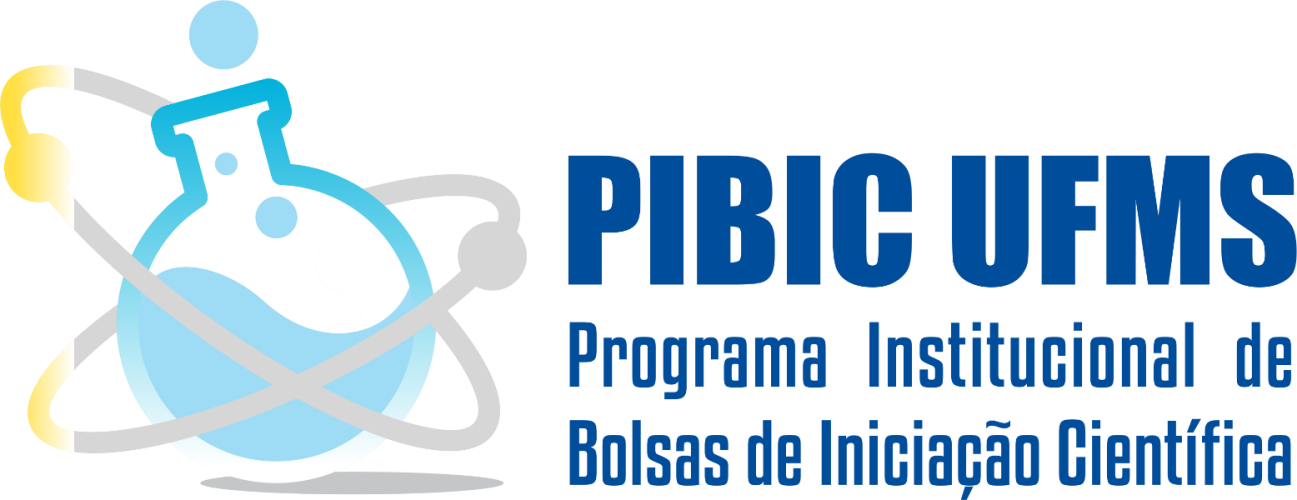 PIBIC UFMS
Programa Institucional de
Bolsas de Iniciação Científica